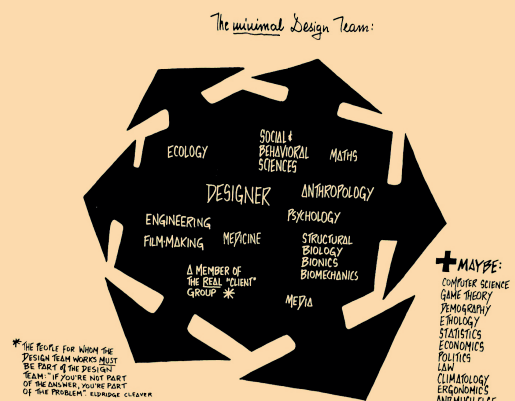 The minimal Design Team:
ECOLOGY
SOCIAL &
BEHAVIORAL
SCIENCES
MATHS
DESIGNER
ANTHROPOLOGY
ENGINEERING
PSYCHOLOGY
FILM-MAKING
MEDICINE
STRUCTURAL
BIOLOGY
BIONICS
BIOMECHANICS
A MEMBER OF
THE REAL "CLIENT"
GROUP *
MEDIA
+ MAYBE:
COMPUTER SCIENCE
GAME THEORY
DEMOGRAPHY
ETHOLOGY
STATISTICS
ECONOMICS
POLITICS
LAW
CLIMATOLOGY
ERGONOMICS
AND MUCH ELSE
* THE PEOPLE FOR WHOM THE
DESIGN TEAM WORKS MUST
BE PART of THE DESIGN
TEAM: "IF YOU'RE NOT PART
OF THE ANSWER, YOU'RE PART
OF THE PROBLEM". ELDRIDGE CLEAVER